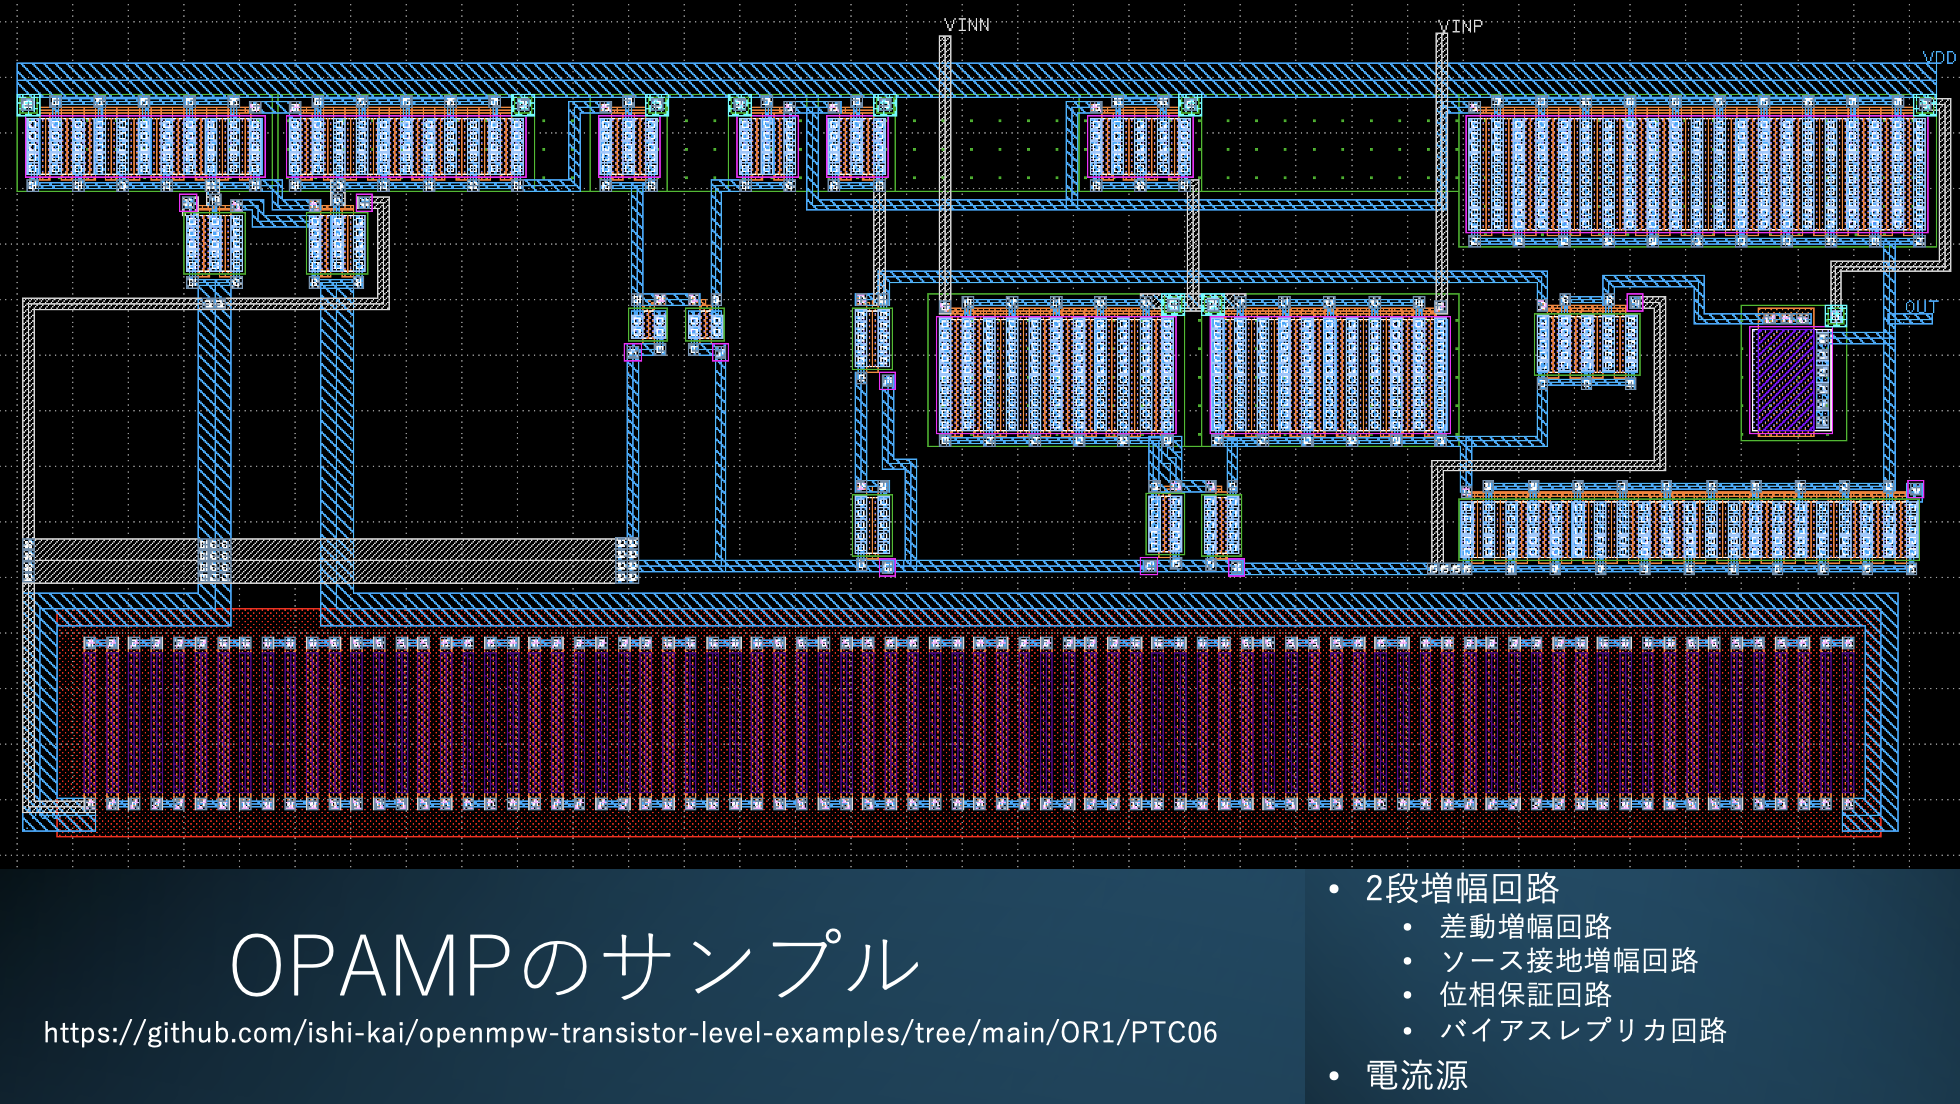 VINN
VINP
VDD
OUT
OPAMPのサンプル
https://github.com/ishi-kai/openmpw-transistor-level-examples/tree/main/OR1/PTC06
• 2段増幅回路
• 差動増幅回路
• ソース接地増幅回路
• 位相保証回路
• バイアスレプリカ回路
• 電流源